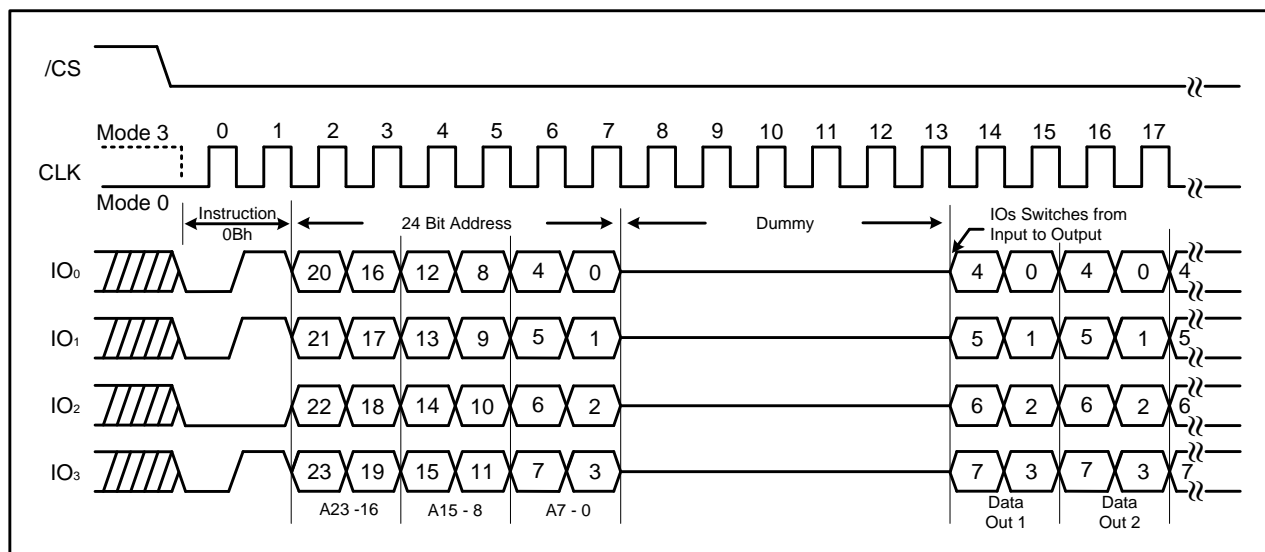 /CS
Mode 3 0 1 2 3 4 5 6 7 8 9 10 11 12 13 14 15 16 17
CLK
Mode 0
Instruction
0Bh
24 Bit Address
Dummy
IOs Switches from
Input to Output
IO0 20 16 12 8 4 0 4 0 4 0 4
IO1 21 17 13 9 5 1 5 1 5 1 5
IO2 22 18 14 10 6 2 6 2 6 2 6
IO3 23 19 15 11 7 3 7 3 7 3 7
A23 -16 A15 - 8 A7 - 0
Data
Out 1
Data
Out 2